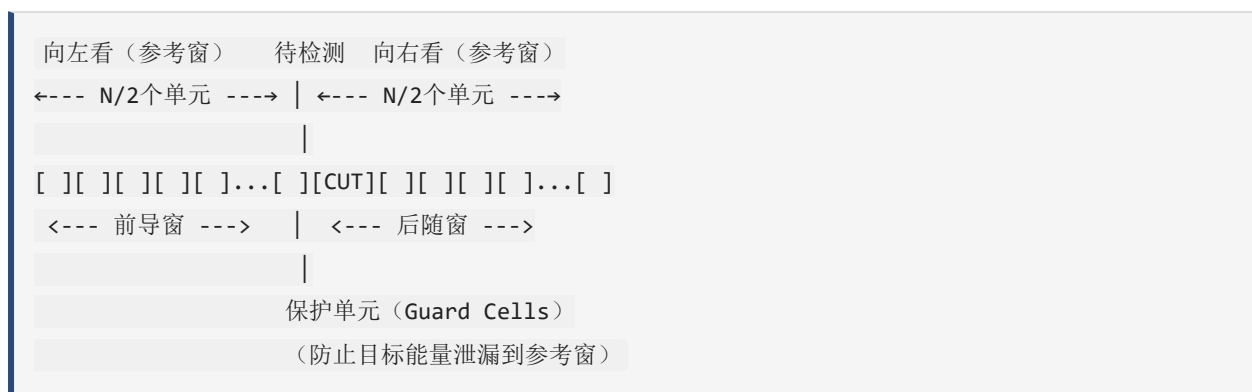 向左看（参考窗） 待检测 向右看（参考窗）
←--- N/2个单元 ---→ │ ←--- N/2个单元 ---→
│
[ ][ ][ ][ ][ ]...[ ][CUT][ ][ ][ ][ ]...[ ]
<--- 前导窗 ---> │ <--- 后随窗 --->
│
保护单元（Guard Cells）
（防止目标能量泄漏到参考窗）